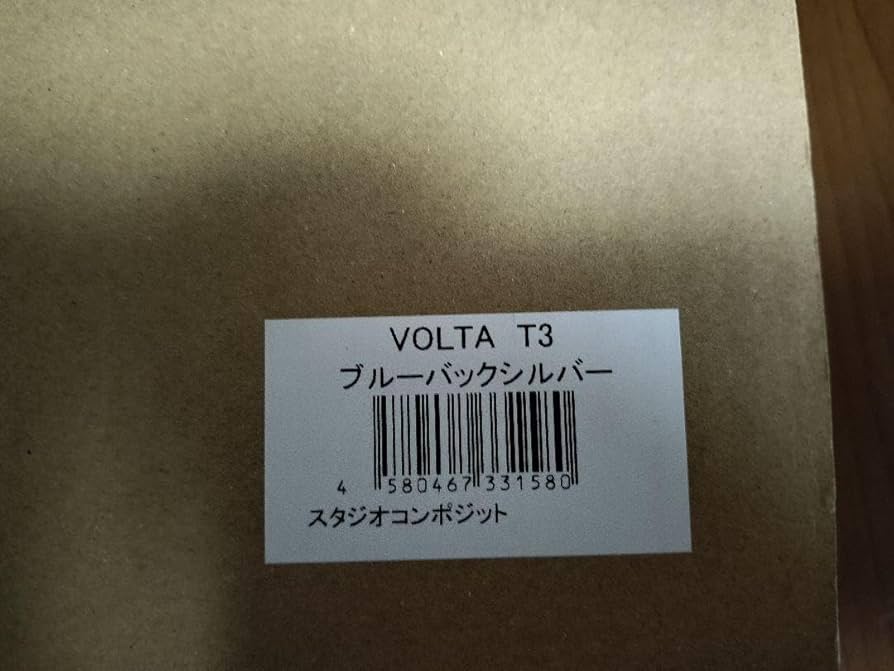 VOLTA T3
ブルーバックシルバー
4 580467 331580
スタジオコンポジット